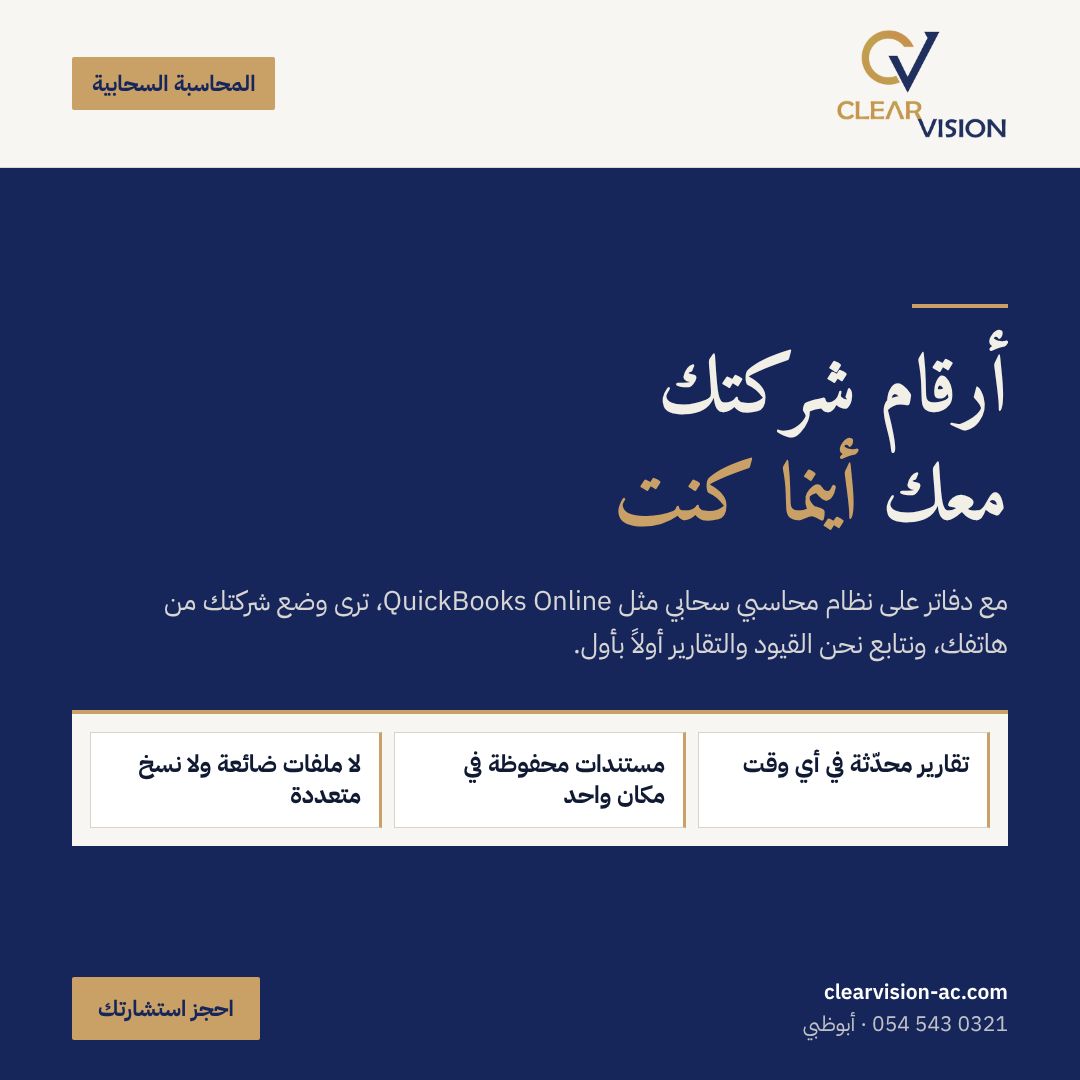 CLEAR
VISION
المحاسبة السحابية
أرقام شركتك
معك أينما كنت
مع دفاتر على نظام محاسبي سحابي مثل QuickBooks Online، ترى وضع شركتك من
هاتفك، ونتابع نحن القيود والتقارير أولاً بأول.
تقارير محدّثة في أي وقت
مستندات محفوظة في
مكان واحد
لا ملفات ضائعة ولا نسخ
متعددة
clearvision-ac.com
054 543 0321 · أبوظبي
احجز استشارتك